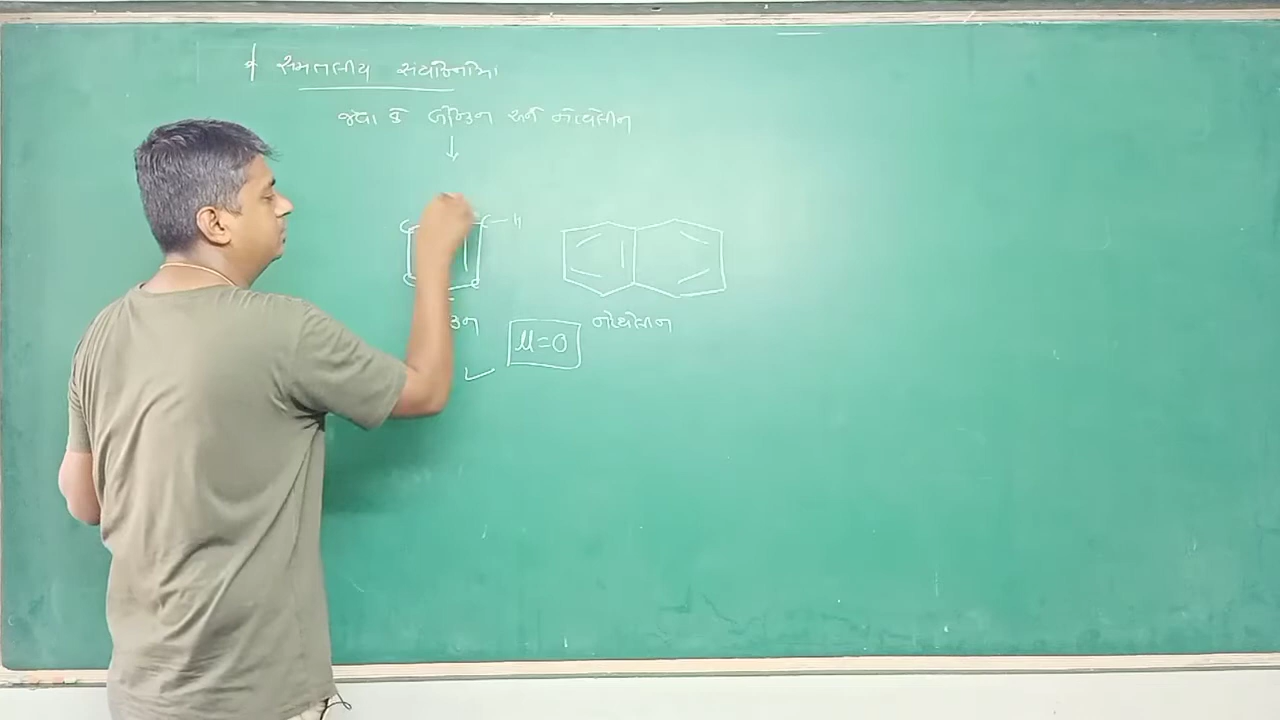 * સમતલીય સંયોજનોમાં
જેવા કે બેન્ઝિન અને નેપ્થેલીન
C C - H
C C
ઝિન નેપ્થેલીન
μ=0